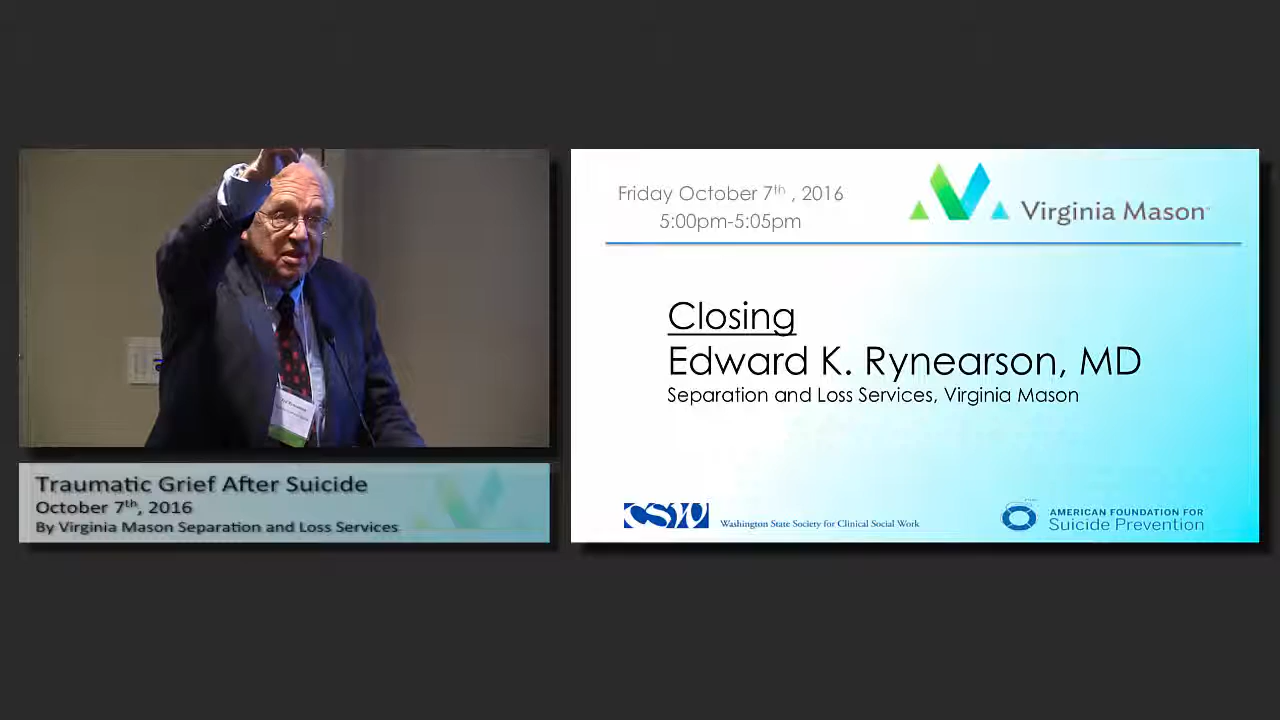 Traumatic Grief After Suicide
October 7th, 2016
By Virginia Mason Separation and Loss Services
Friday October 7th , 2016
5:00pm-5:05pm
Virginia Mason
Closing
Edward K. Rynearson, MD
Separation and Loss Services, Virginia Mason
Washington State Society for Clinical Social Work
AMERICAN FOUNDATION FOR
Suicide Prevention